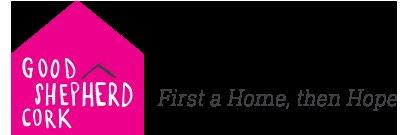 GOOD
SHEPHERD
CORK
First a Home, then Hope